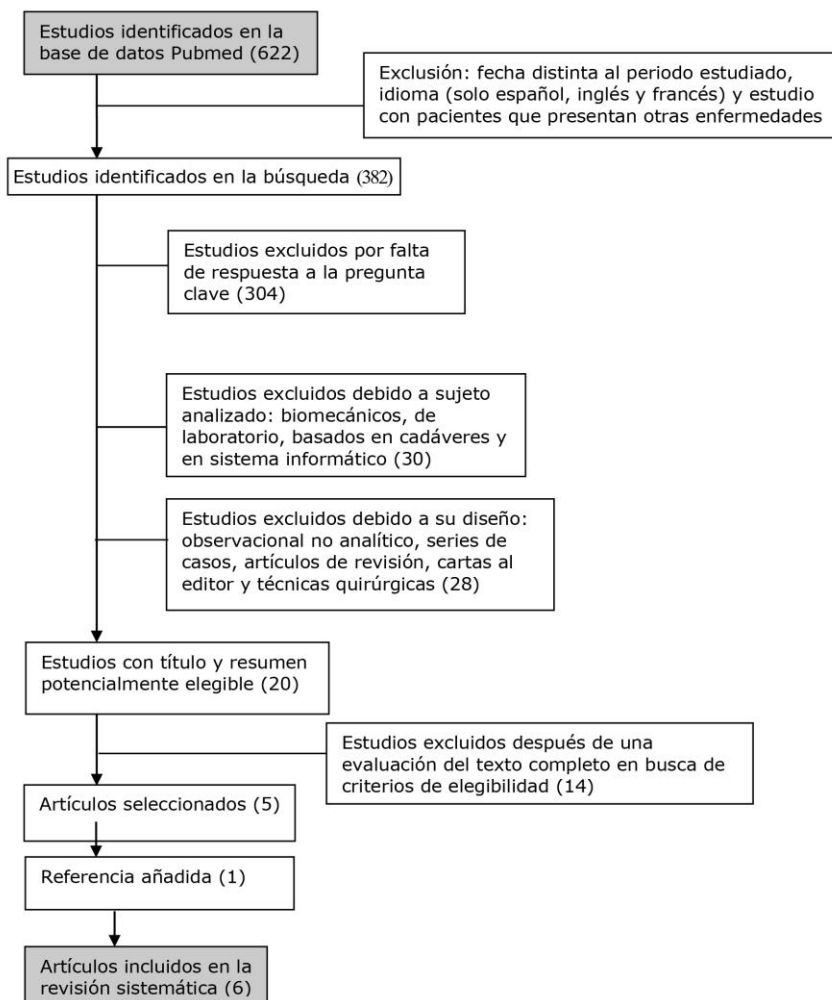 Estudios identificados en la
base de datos Pubmed (622)
Exclusión: fecha distinta al periodo estudiado,
idioma (solo español, inglés y francés) y estudio
con pacientes que presentan otras enfermedades
Estudios identificados en la búsqueda (382)
Estudios excluidos por falta
de respuesta a la pregunta
clave (304)
Estudios excluidos debido a sujeto
analizado: biomecánicos, de
laboratorio, basados en cadáveres y
en sistema informático (30)
Estudios excluidos debido a su diseño:
observacional no analítico, series de
casos, artículos de revisión, cartas al
editor y técnicas quirúrgicas (28)
Estudios con título y resumen
potencialmente elegible (20)
Estudios excluidos después de una
evaluación del texto completo en busca de
criterios de elegibilidad (14)
Artículos seleccionados (5)
Referencia añadida (1)
Artículos incluidos en la
revisión sistemática (6)